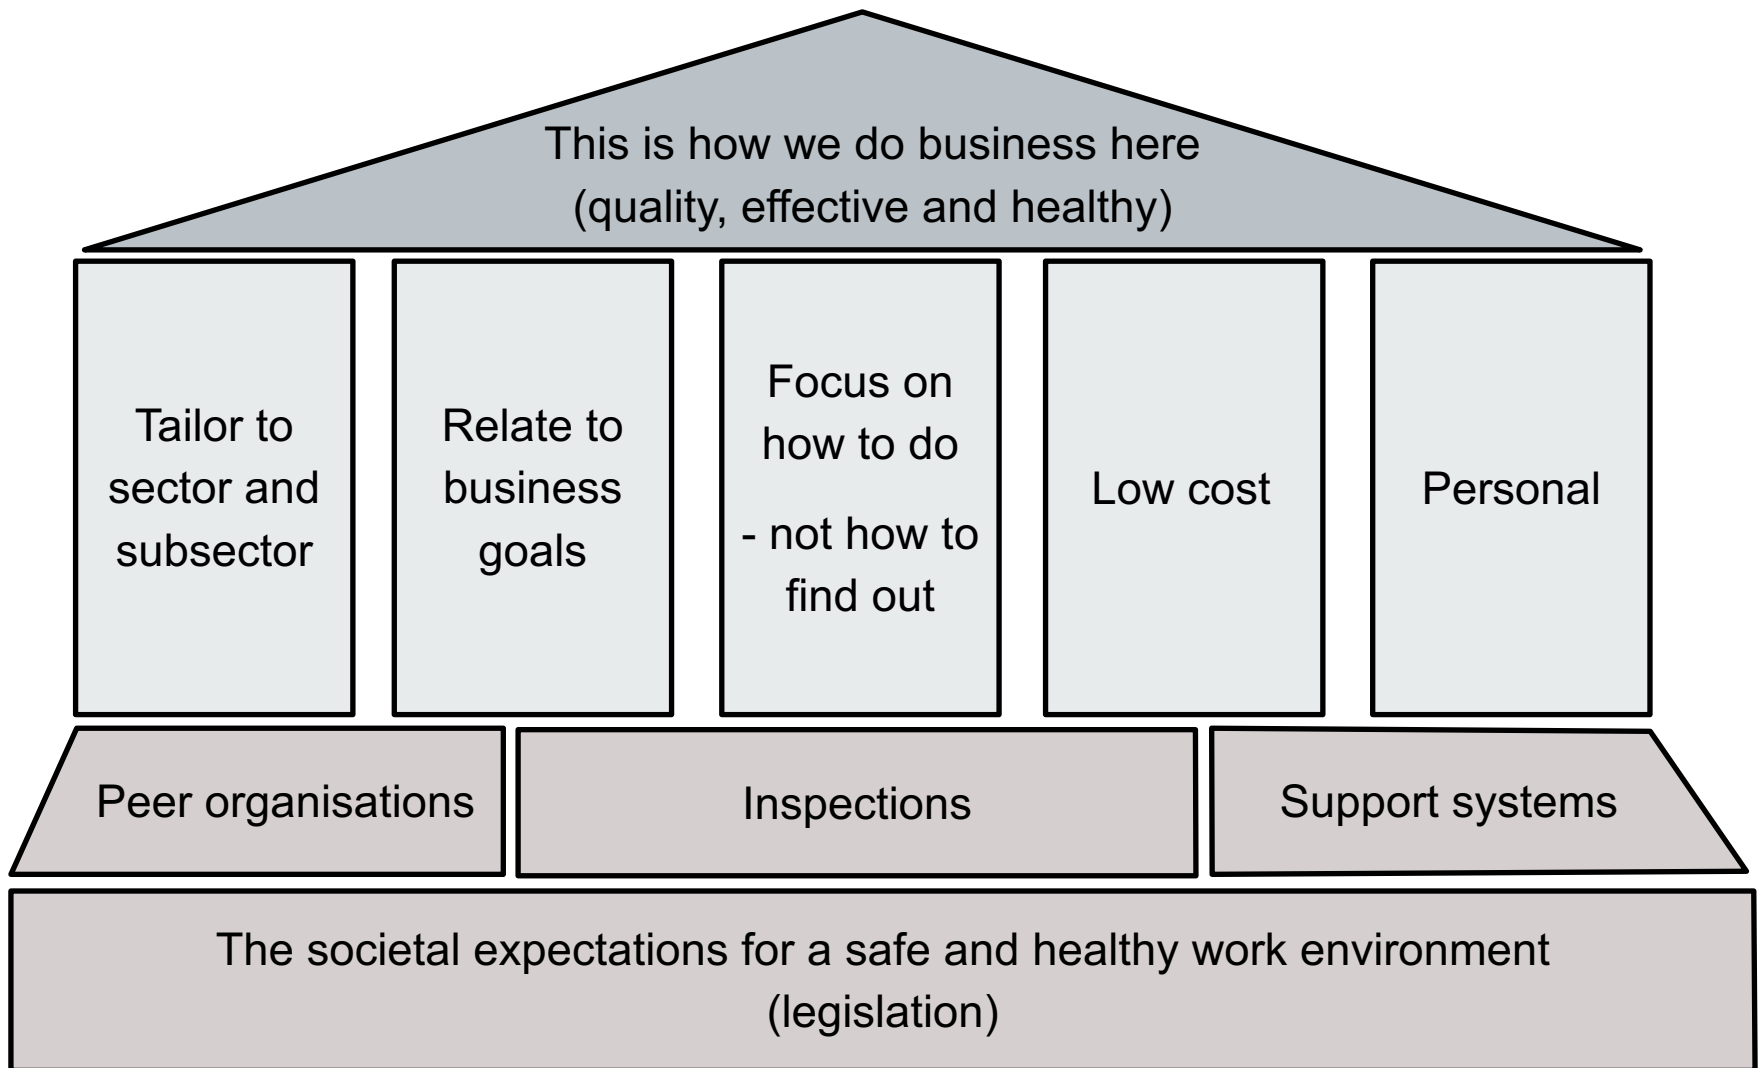 This is how we do business here
(quality, effective and healthy)
Tailor to
sector and
subsector
Relate to
business
goals
Focus on
how to do
- not how to
find out
Low cost
Personal
Peer organisations
Inspections
Support systems
The societal expectations for a safe and healthy work environment
(legislation)